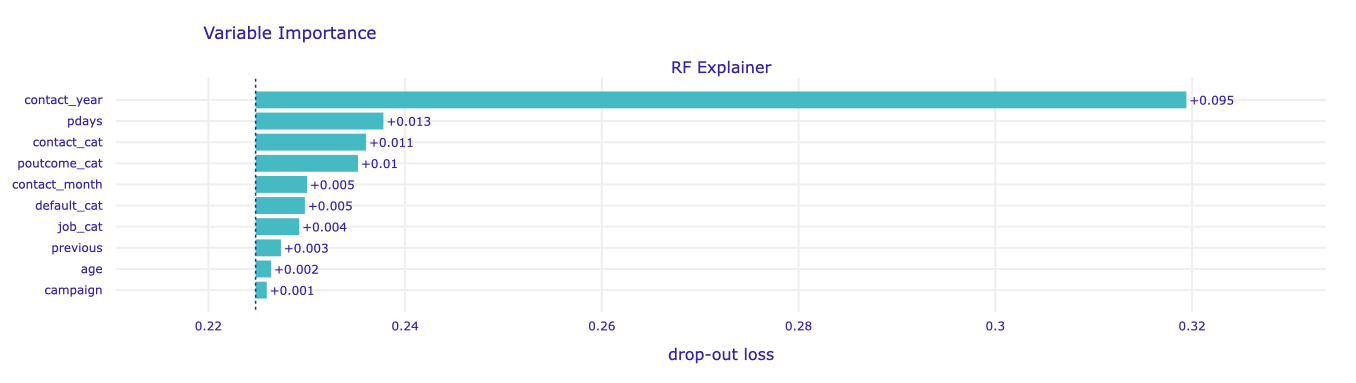 Variable Importance
RF Explainer
contact_year +0.095
pdays +0.013
contact_cat +0.011
poutcome_cat +0.01
contact_month +0.005
default_cat +0.005
job_cat +0.004
previous +0.003
age +0.002
campaign +0.001
0.22 0.24 0.26 0.28 0.3 0.32
drop-out loss